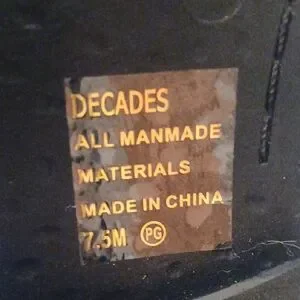 DECADES
ALL MANMADE
MATERIALS
MADE IN CHINA
7.5M PG